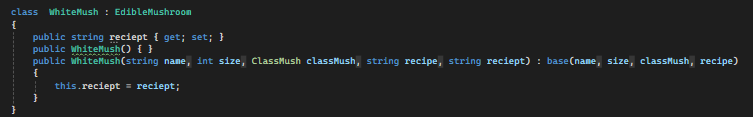 class  WhiteMush : EdibleMushroom
{
    public string reciept { get; set; }
    public WhiteMush() { }
    public WhiteMush(string name, int size, ClassMush classMush, string recipe, string reciept) : base(name, size, classMush, recipe)
    {
        this.reciept = reciept;
    }
}